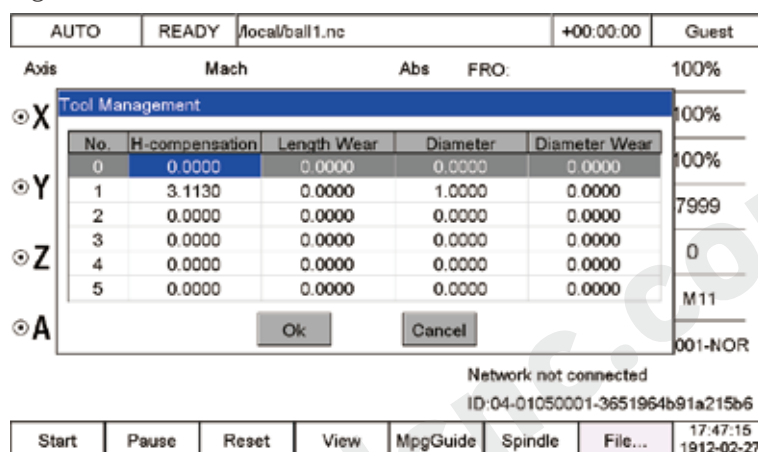 AUTO READY /local/ball1.nc +00:00:00 Guest
Axis Mach Abs FRO: 100%
X 100%
Tool Management
No. H-compensation Length Wear Diameter Diameter Wear
0 0.0000 0.0000 0.0000 0.0000 100%
Y 1 3.1130 0.0000 1.0000 0.0000
2 0.0000 0.0000 0.0000 0.0000 7999
3 0.0000 0.0000 0.0000 0.0000
Z 4 0.0000 0.0000 0.0000 0.0000 0
5 0.0000 0.0000 0.0000 0.0000 M11
A Ok Cancel 001-NOR
Network not connected
ID:04-01050001-3651964b91a215b6
Start Pause Reset View MpgGuide Spindle File... 17:47:15
1912-02-27